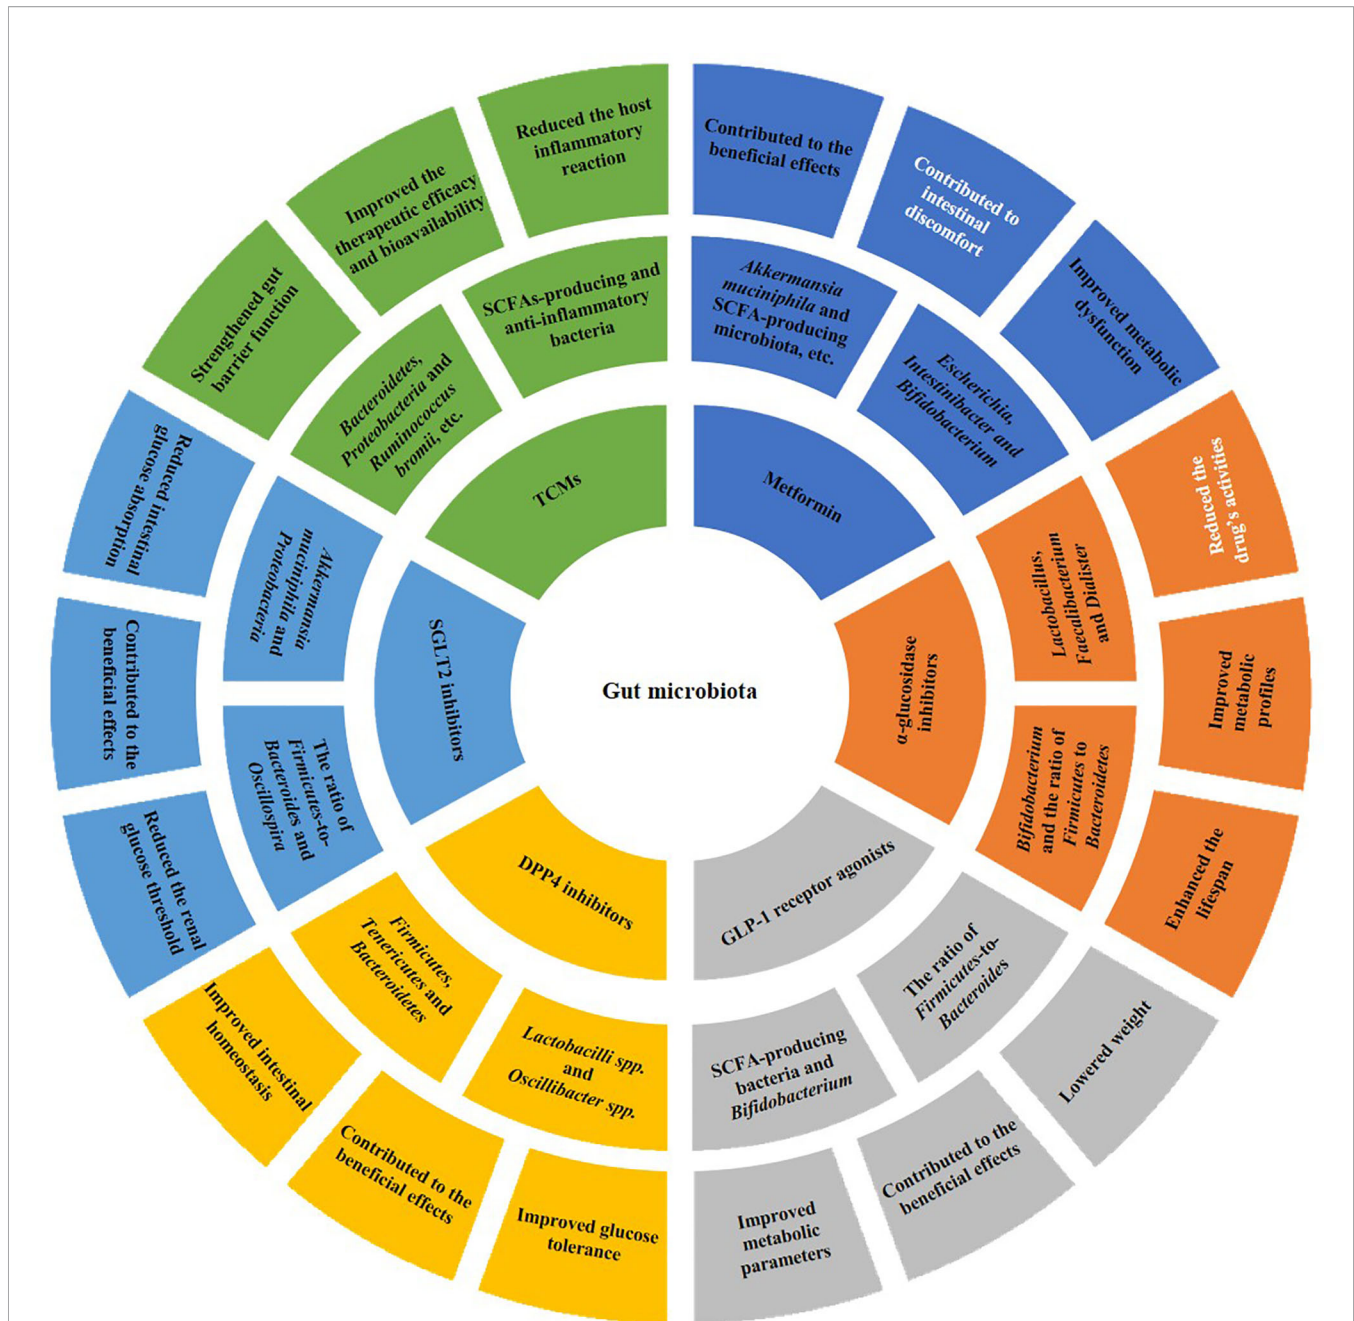 Reduced the host
inflammatory
reaction
Contributed to the
beneficial effects
Improved the
therapeutic efficacy
and bioavailability
Contributed to
intestinal
discomfort
Strengthened gut
barrier function
SCFAs-producing and
anti-inflammatory
bacteria
Akkermansia
muciniphila and
SCFA-producing
microbiota, etc.
Improved metabolic
dysfunction
Bacteroidetes,
Proteobacteria and
Ruminococcus
bromii, etc.
Escherichia,
Intestinibacter and
Bifidobacterium
Reduced intestinal
glucose absorption
TCMs
Metformin
Reduced the
drug's activities
Akkermansia
muciniphila and
Proteobacteria
Lactobacillus,
Faecalibacterium
and Dialister
Contributed to the
beneficial effects
SGLT2 inhibitors
Gut microbiota
α-glucosidase
inhibitors
Improved
metabolic
profiles
The ratio of
Firmicutes-to-
Bacteroides and
Oscillospira
Bifidobacterium
and the ratio of
Firmicutes to
Bacteroidetes
Reduced the renal
glucose threshold
DPP4 inhibitors
GLP-1 receptor agonists
Enhanced the
lifespan
Firmicutes,
Tenericutes and
Bacteroidetes
The ratio of
Firmicutes-to-
Bacteroides
Improved intestinal
homeostasis
Lactobacilli spp.
and
Oscillibacter spp.
SCFA-producing
bacteria and
Bifidobacterium
Lowered weight
Contributed to the
beneficial effects
Contributed to the
beneficial effects
Improved glucose
tolerance
Improved
metabolic
parameters